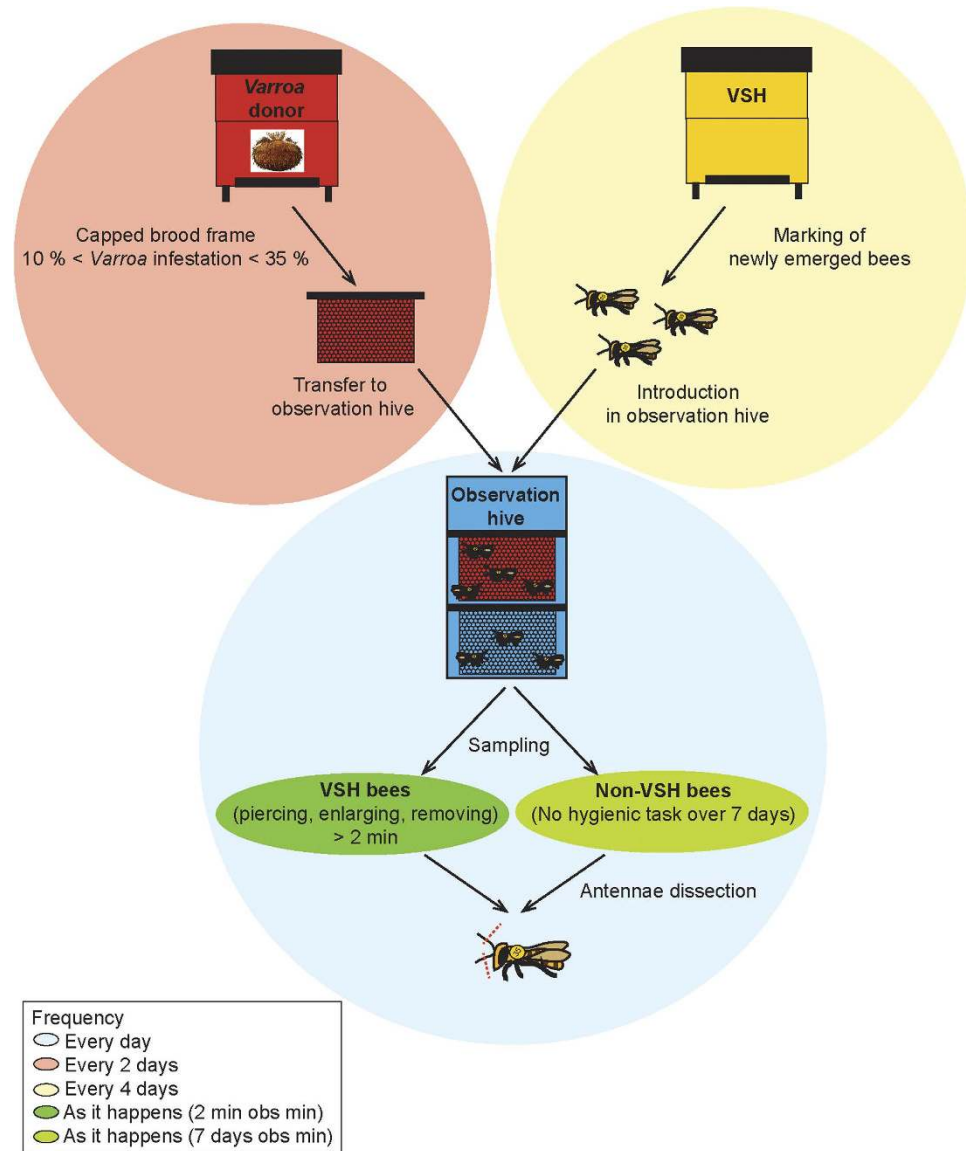 Varroa
donor
VSH
Capped brood frame
10 % < Varroa infestation < 35 %
Marking of
newly emerged bees
Transfer to
observation hive
Introduction
in observation hive
Observation
hive
Sampling
VSH bees
(piercing, enlarging, removing)
> 2 min
Non-VSH bees
(No hygienic task over 7 days)
Antennae dissection
Frequency
Every day
Every 2 days
Every 4 days
As it happens (2 min obs min)
As it happens (7 days obs min)